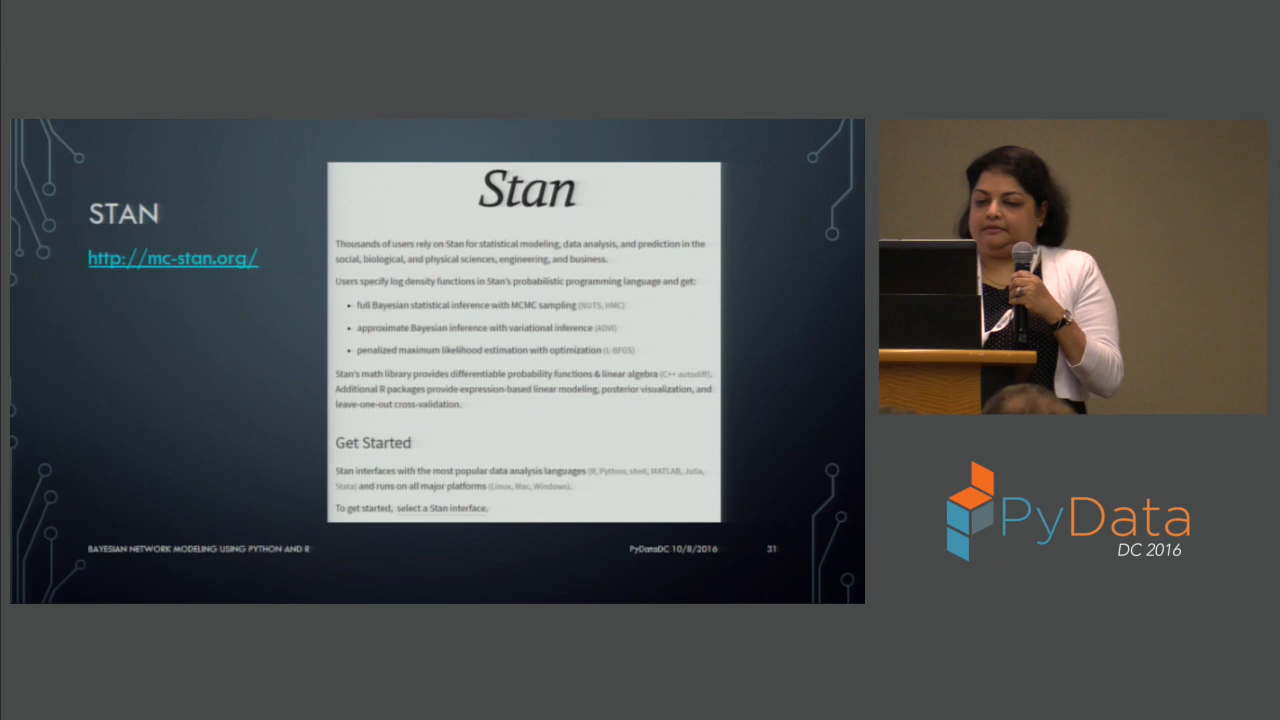 STAN
http://mc-stan.org/
Stan
Thousands of users rely on Stan for statistical modeling, data analysis, and prediction in the
social, biological, and physical sciences, engineering, and business.
Users specify log density functions in Stan's probabilistic programming language and get:
• full Bayesian statistical inference with MCMC sampling (NUTS, HMC)
• approximate Bayesian inference with variational inference (ADVI)
• penalized maximum likelihood estimation with optimization (L-BFGS)
Stan's math library provides differentiable probability functions & linear algebra (C++ autodiff).
Additional R packages provide expression-based linear modeling, posterior visualization, and
leave-one-out cross-validation.
Get Started
Stan interfaces with the most popular data analysis languages (R, Python, shell, MATLAB, Julia,
Stata) and runs on all major platforms (Linux, Mac, Windows).
To get started, select a Stan interface.
BAYESIAN NETWORK MODELING USING PYTHON AND R
PyDataDC 10/8/2016
31
PyData
DC 2016